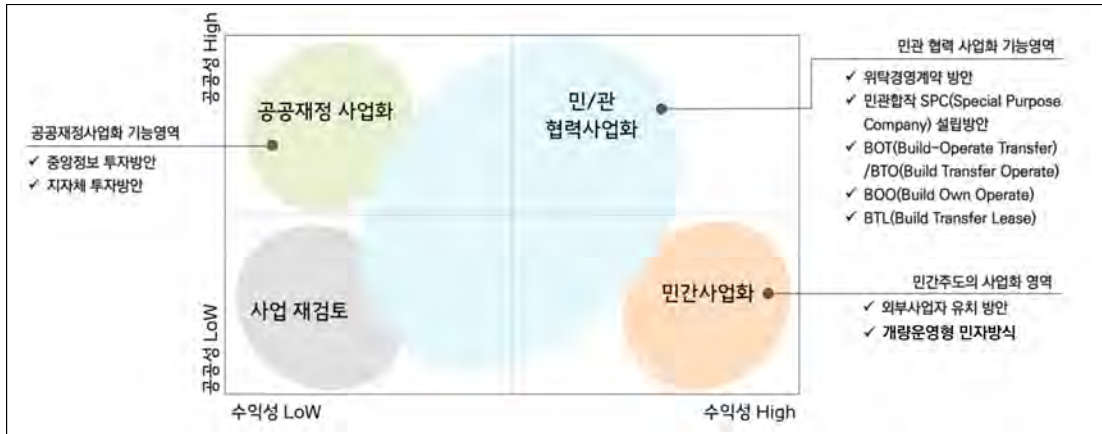 공공성 High
공공성 LoW
수익성 LoW
수익성 High
공공재정 사업화
민/관
협력사업화
사업 재검토
민간사업화
공공재정사업화 기능영역
✓ 중앙정보 투자방안
✓ 지자체 투자방안
민관 협력 사업화 기능영역
✓ 위탁경영계약 방안
✓ 민관합작 SPC(Special Purpose
Company) 설립방안
✓ BOT(Build-Operate Transfer)
/BTO(Build Transfer Operate)
✓ BOO(Build Own Operate)
✓ BTL(Build Transfer Lease)
민간주도의 사업화 영역
✓ 외부사업자 유치 방안
✓ 개량운영형 민자방식